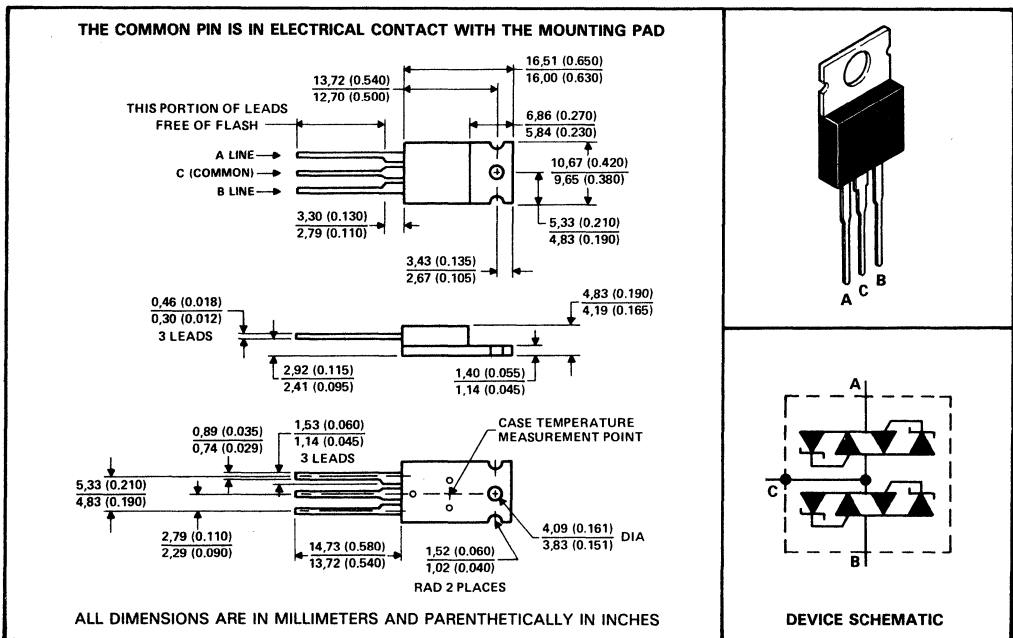 THE COMMON PIN IS IN ELECTRICAL CONTACT WITH THE MOUNTING PAD
16,51 (0.650)
16,00 (0.630)
13,72 (0.540)
12,70 (0.500)
THIS PORTION OF LEADS
FREE OF FLASH
6,86 (0.270)
5,84 (0.230)
A LINE
C (COMMON)
B LINE
10,67 (0.420)
9,65 (0.380)
3,30 (0.130)
2,79 (0.110)
5,33 (0.210)
4,83 (0.190)
3,43 (0.135)
2,67 (0.105)
0,46 (0.018)
0,30 (0.012)
3 LEADS
4,83 (0.190)
4,19 (0.165)
2,92 (0.115)
2,41 (0.095)
1,40 (0.055)
1,14 (0.045)
0,89 (0.035)
0,74 (0.029)
1,53 (0.060)
1,14 (0.045)
3 LEADS
CASE TEMPERATURE
MEASUREMENT POINT
5,33 (0.210)
4,83 (0.190)
2,79 (0.110)
2,29 (0.090)
14,73 (0.580)
13,72 (0.540)
1,52 (0.060)
1,02 (0.040)
RAD 2 PLACES
4,09 (0.161)
3,83 (0.151)
DIA
ALL DIMENSIONS ARE IN MILLIMETERS AND PARENTHETICALLY IN INCHES
A C B
A
C
B
DEVICE SCHEMATIC